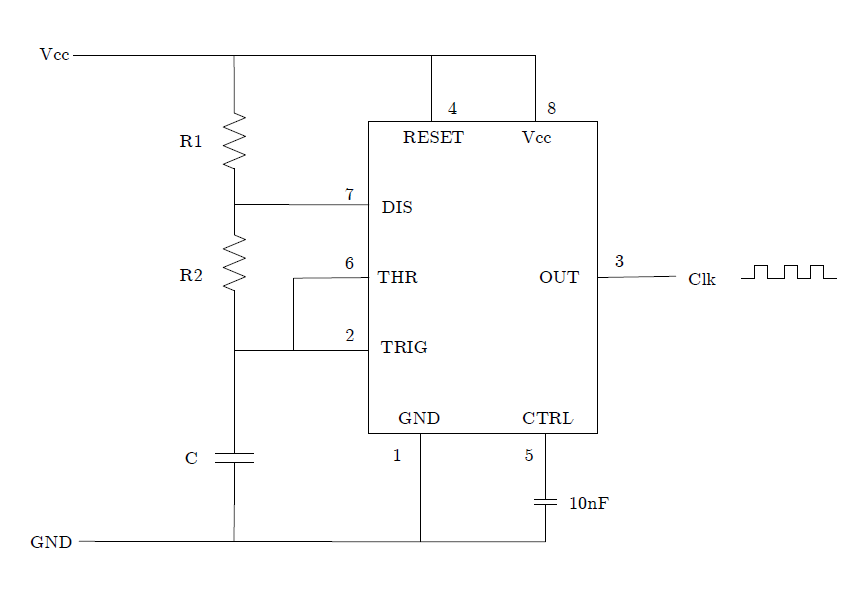 Vcc
4
8
R1
RESET
Vcc
7
DIS
R2
6
THR
OUT
3
Clk
2
TRIG
GND
CTRL
C
1
5
10nF
GND